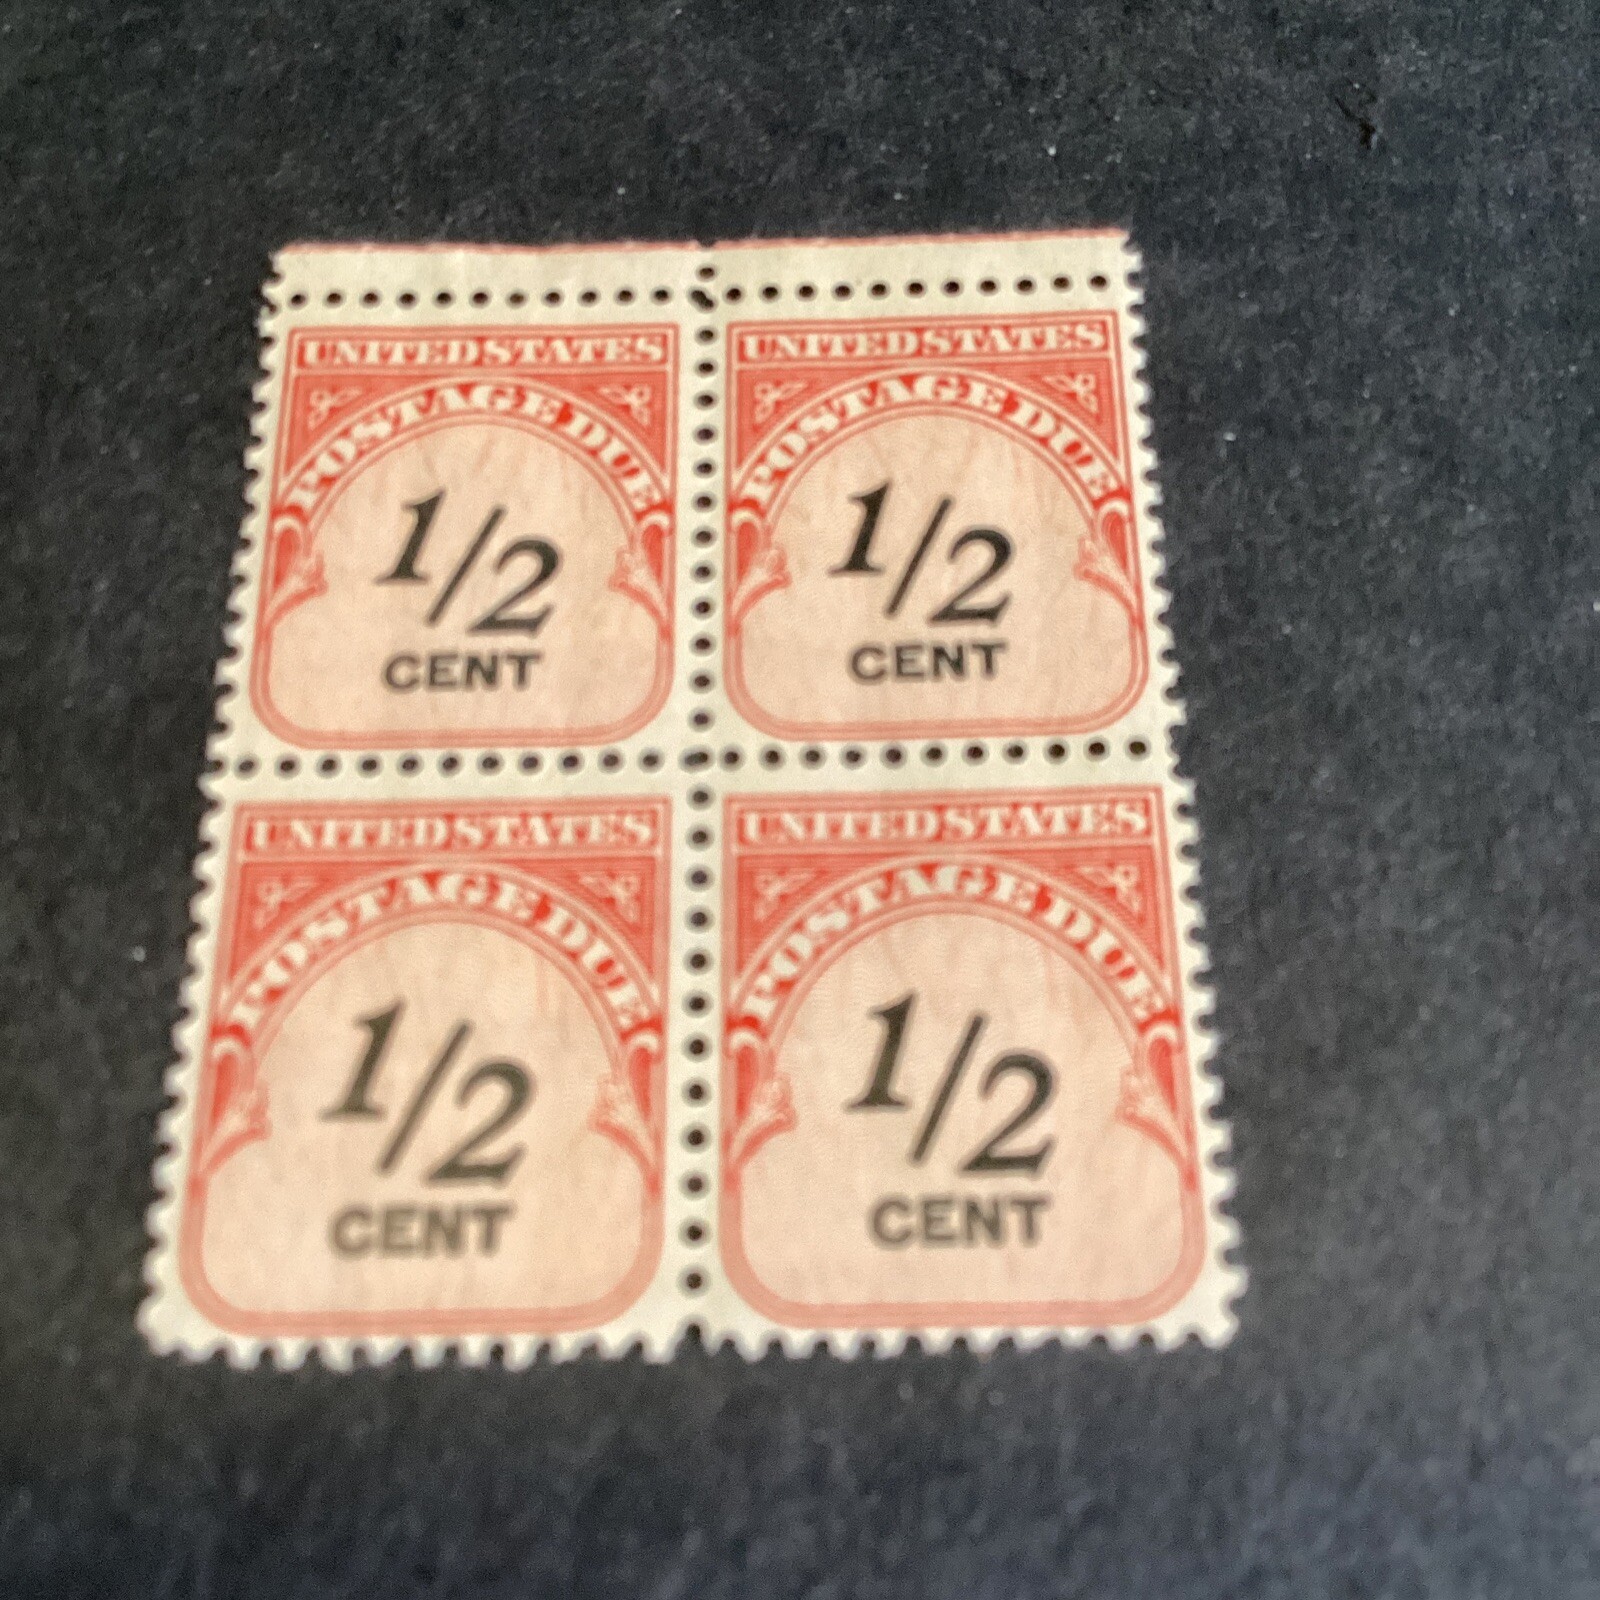 UNITED STATES
POSTAGE DUE
1/2
CENT
UNITED STATES
POSTAGE DUE
1/2
CENT
UNITED STATES
POSTAGE DUE
1/2
CENT
UNITED STATES
POSTAGE DUE
1/2
CENT